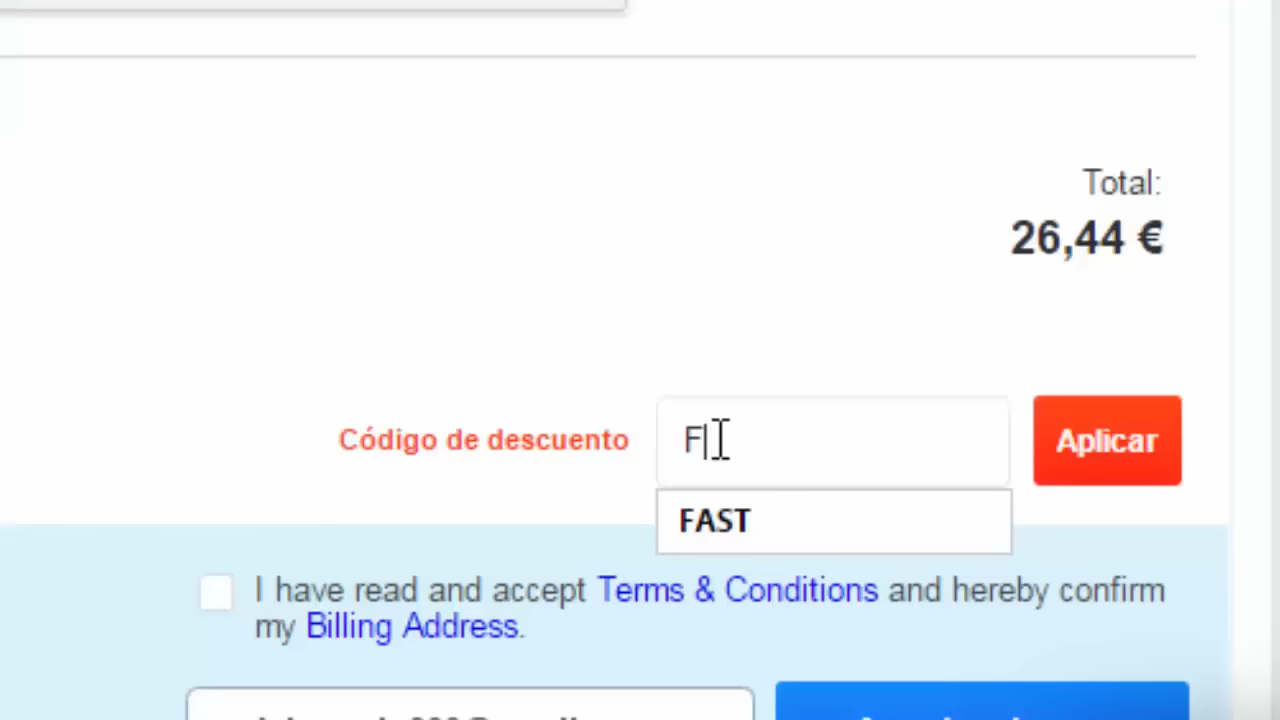 Total:
26,44 €
Código de descuento
F
Aplicar
FAST
I have read and accept Terms & Conditions and hereby confirm
my Billing Address.